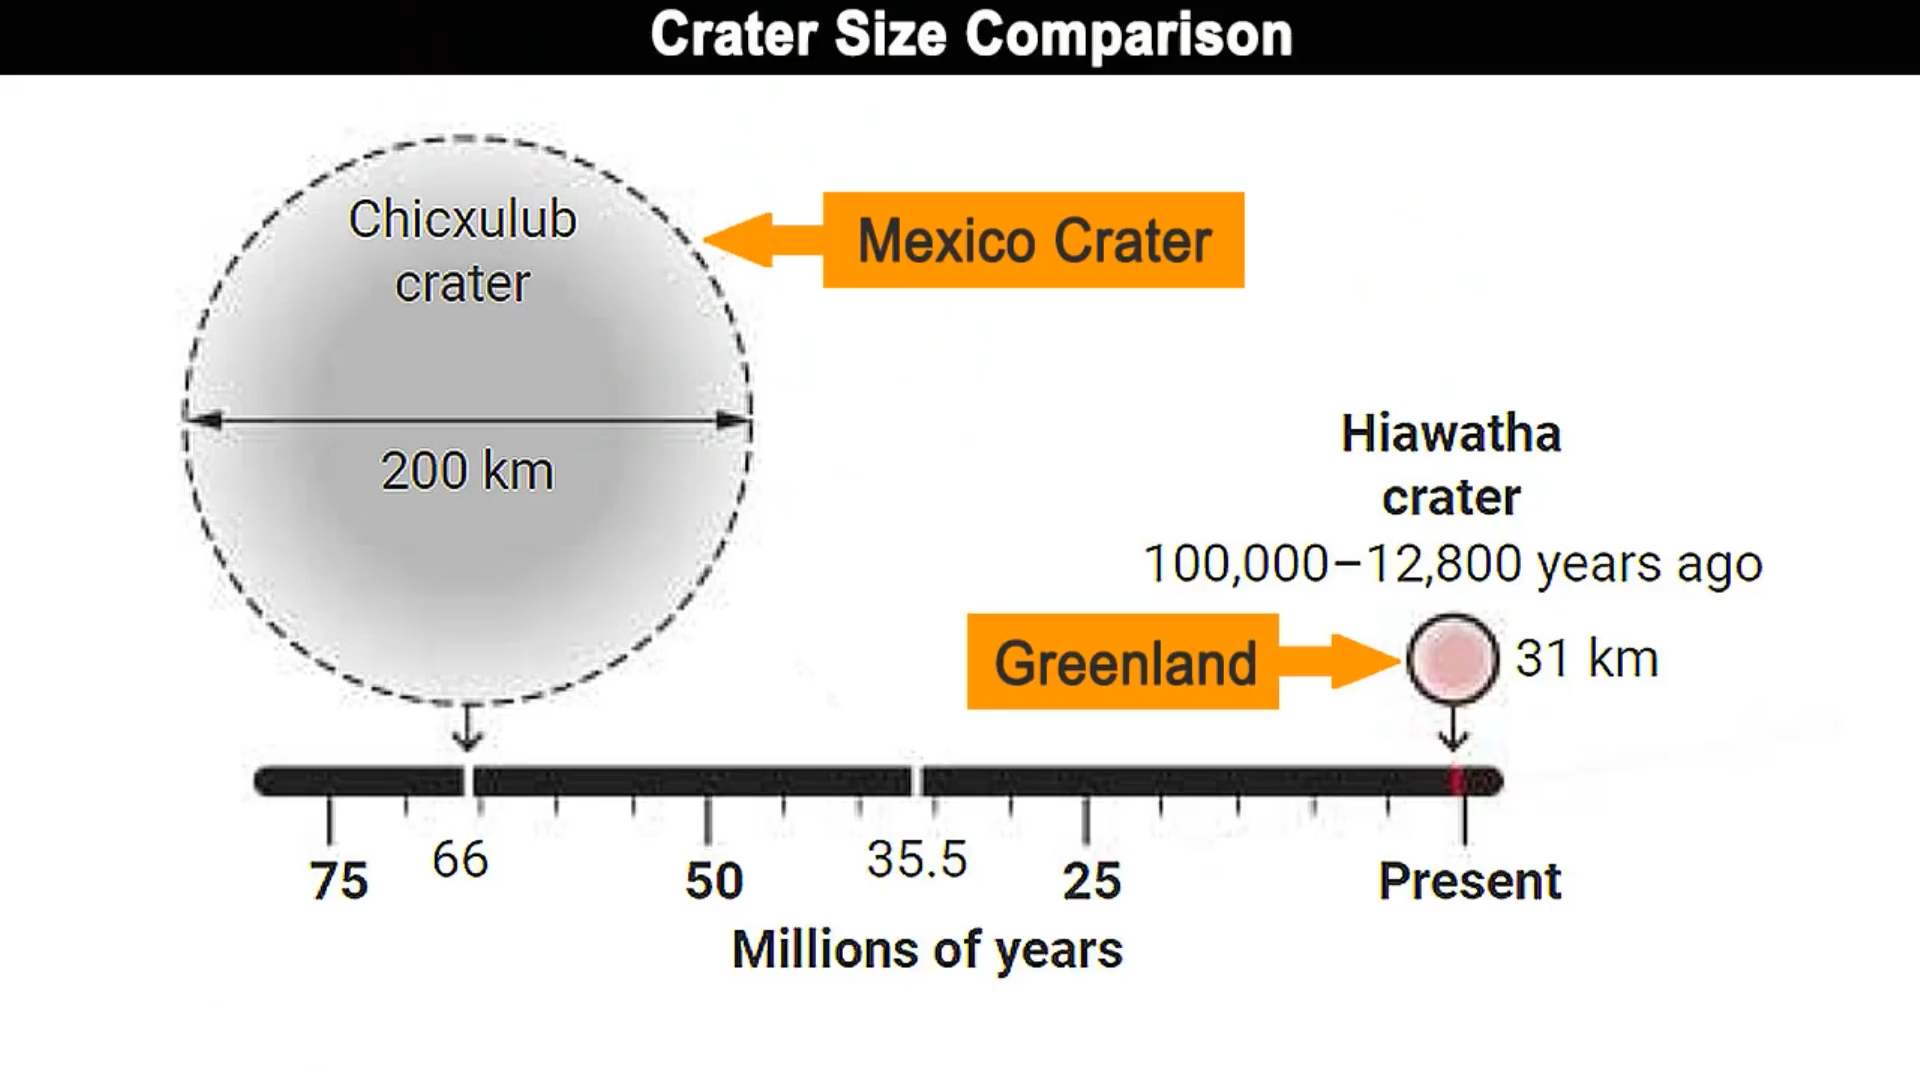 Crater Size Comparison
Chicxulub
crater
Mexico Crater
200 km
Hiawatha
crater
100,000–12,800 years ago
Greenland
31 km
75
66
50
35.5
25
Present
Millions of years